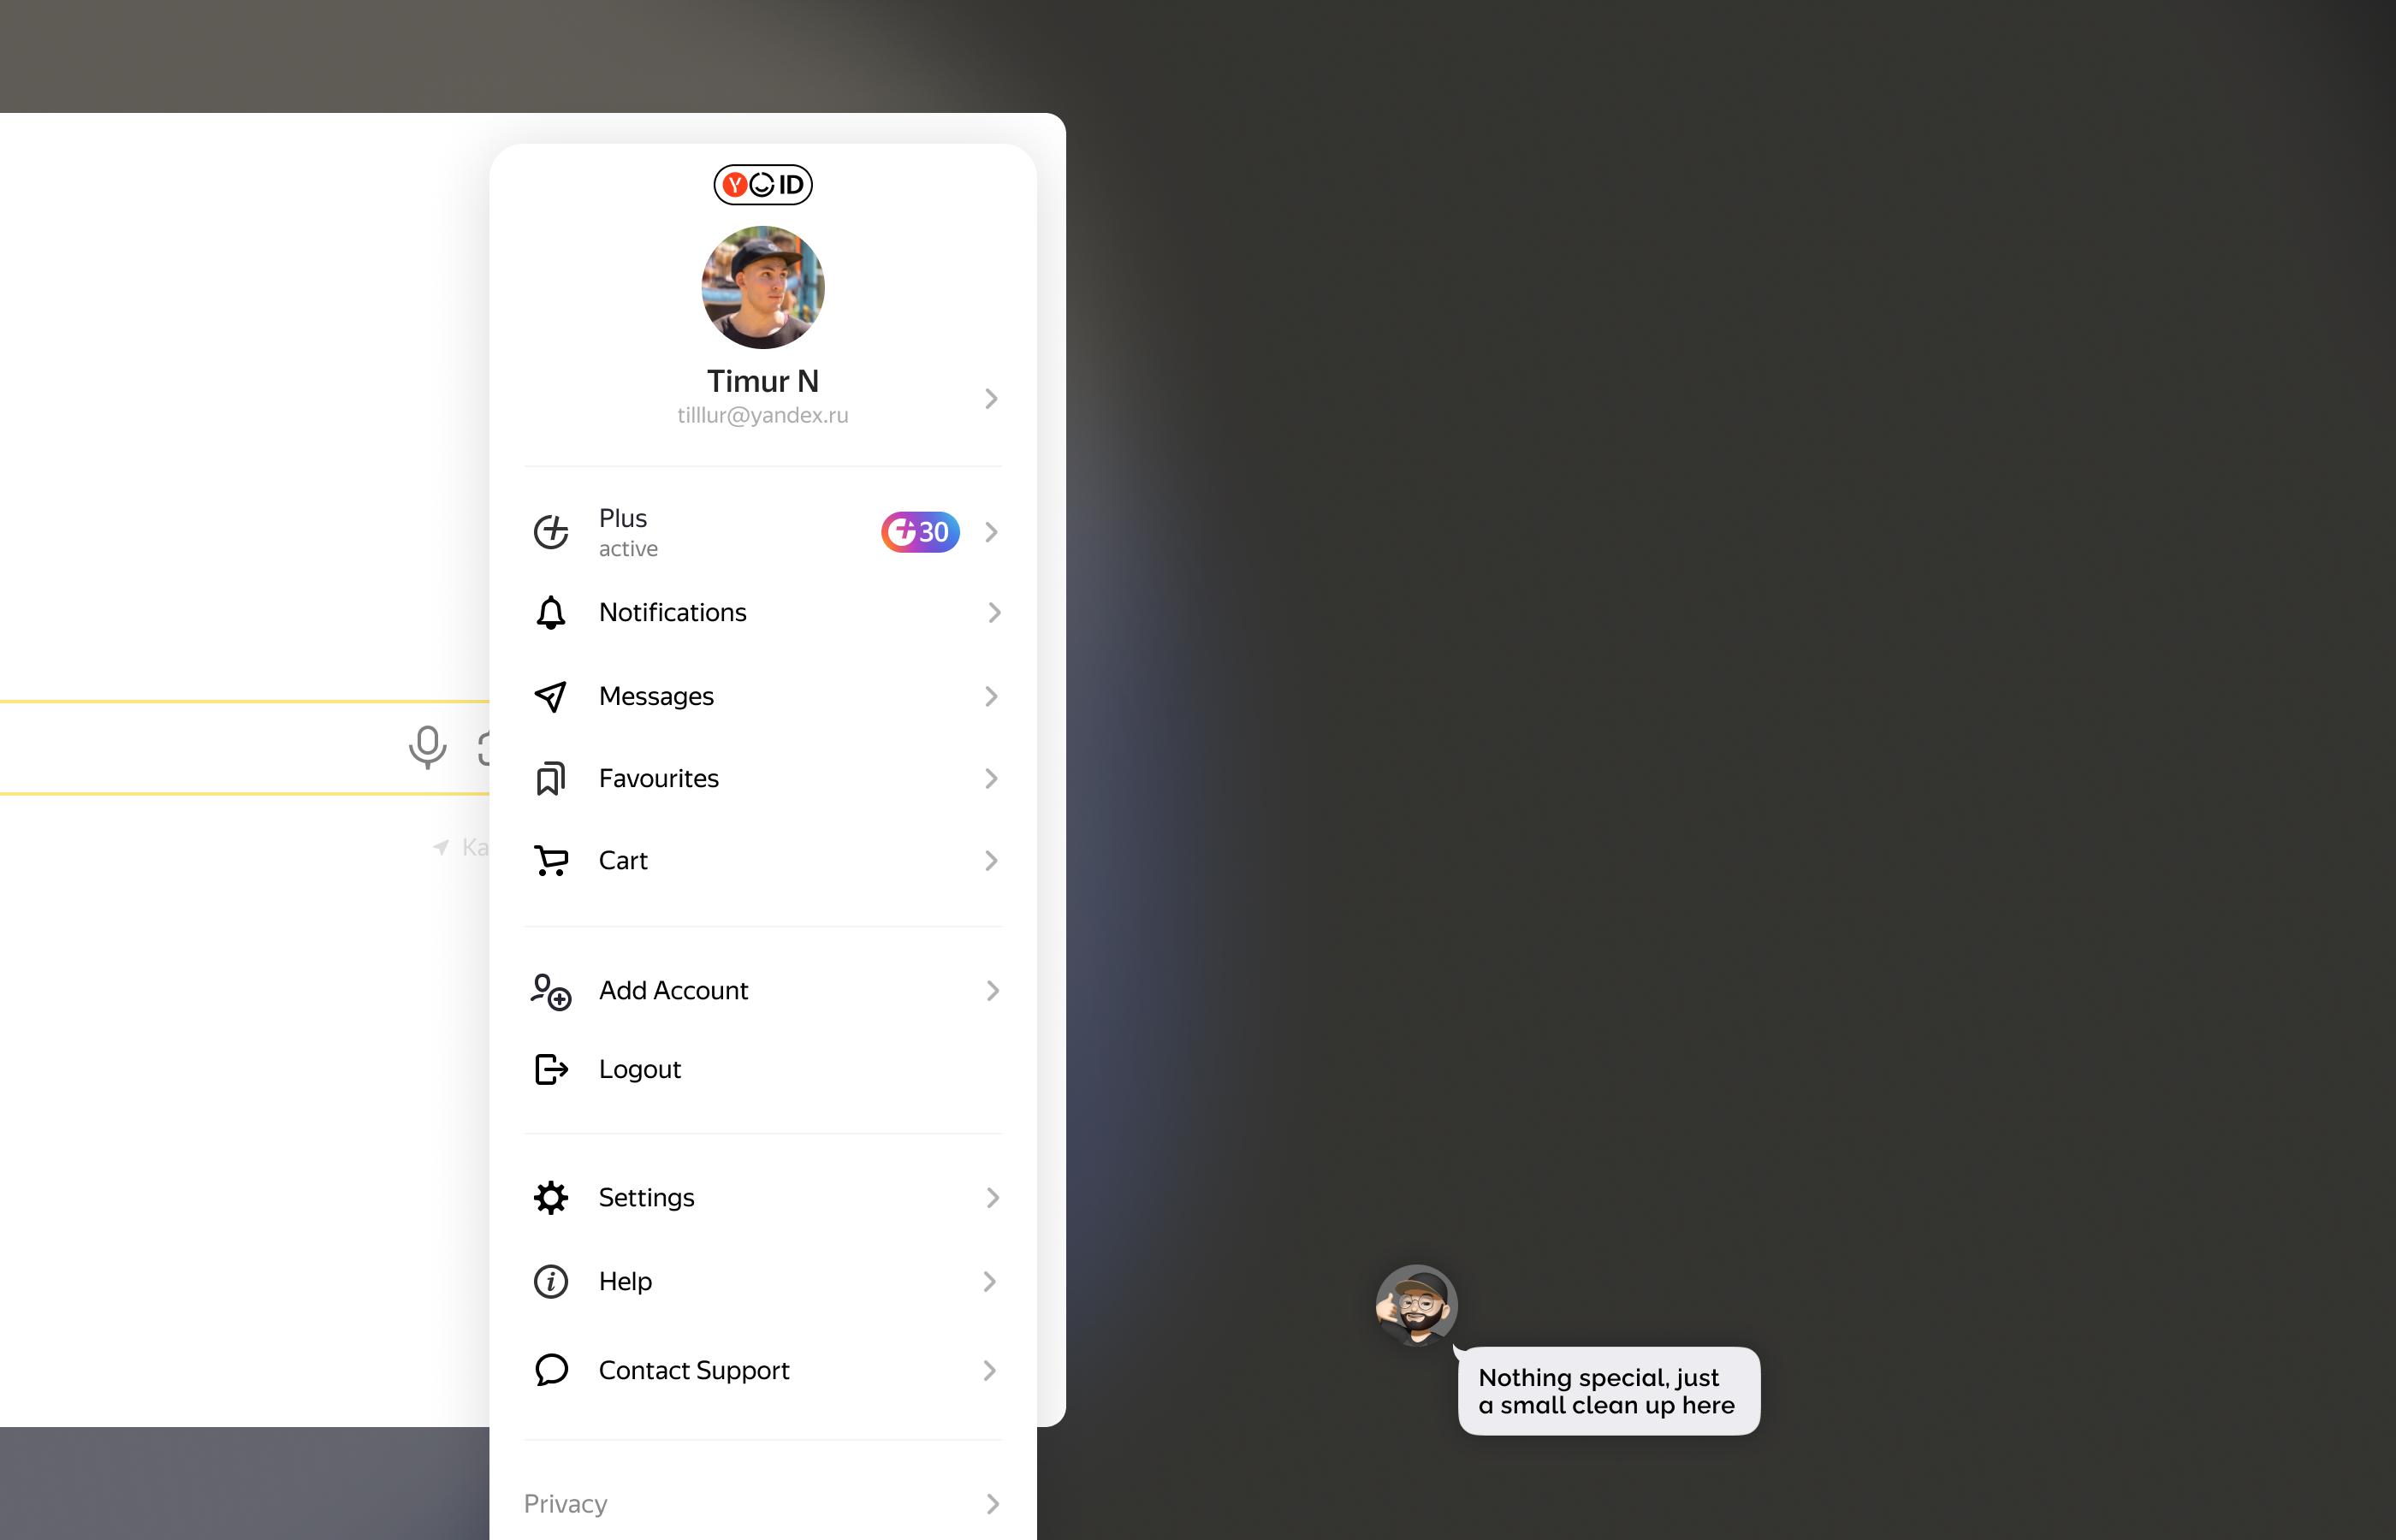 ID
Timur N
tilllur@yandex.ru
Plus
active
30
Notifications
Messages
Favourites
Cart
Ka
Add Account
Logout
Settings
Help
Contact Support
Privacy
Nothing special, just
a small clean up here